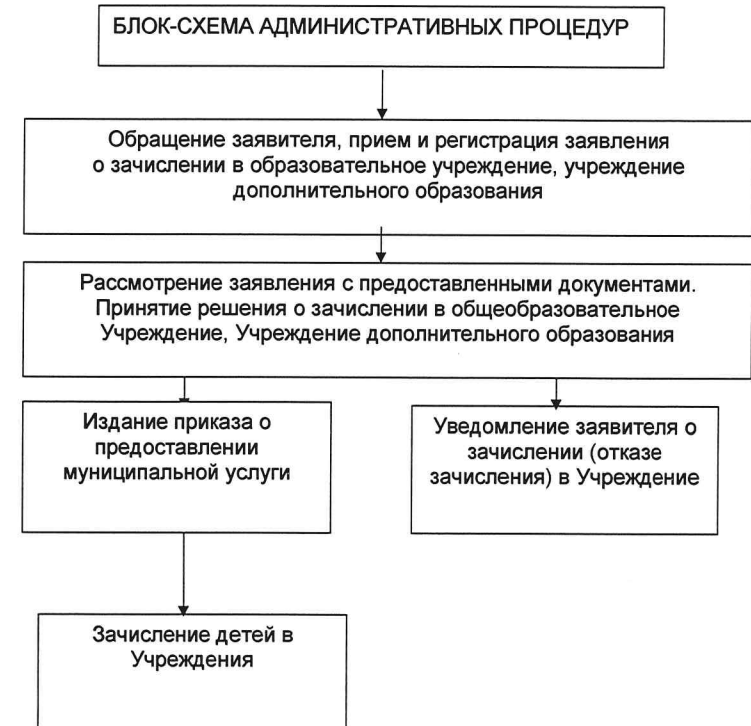 БЛОК-СХЕМА АДМИНИСТРАТИВНЫХ ПРОЦЕДУР
Обращение заявителя, прием и регистрация заявления
о зачислении в образовательное учреждение, учреждение
дополнительного образования
Рассмотрение заявления с предоставленными документами.
Принятие решения о зачислении в общеобразовательное
Учреждение, Учреждение дополнительного образования
Издание приказа о
предоставлении
муниципальной услуги
Уведомление заявителя о
зачислении (отказе
зачисления) в Учреждение
Зачисление детей в
Учреждения